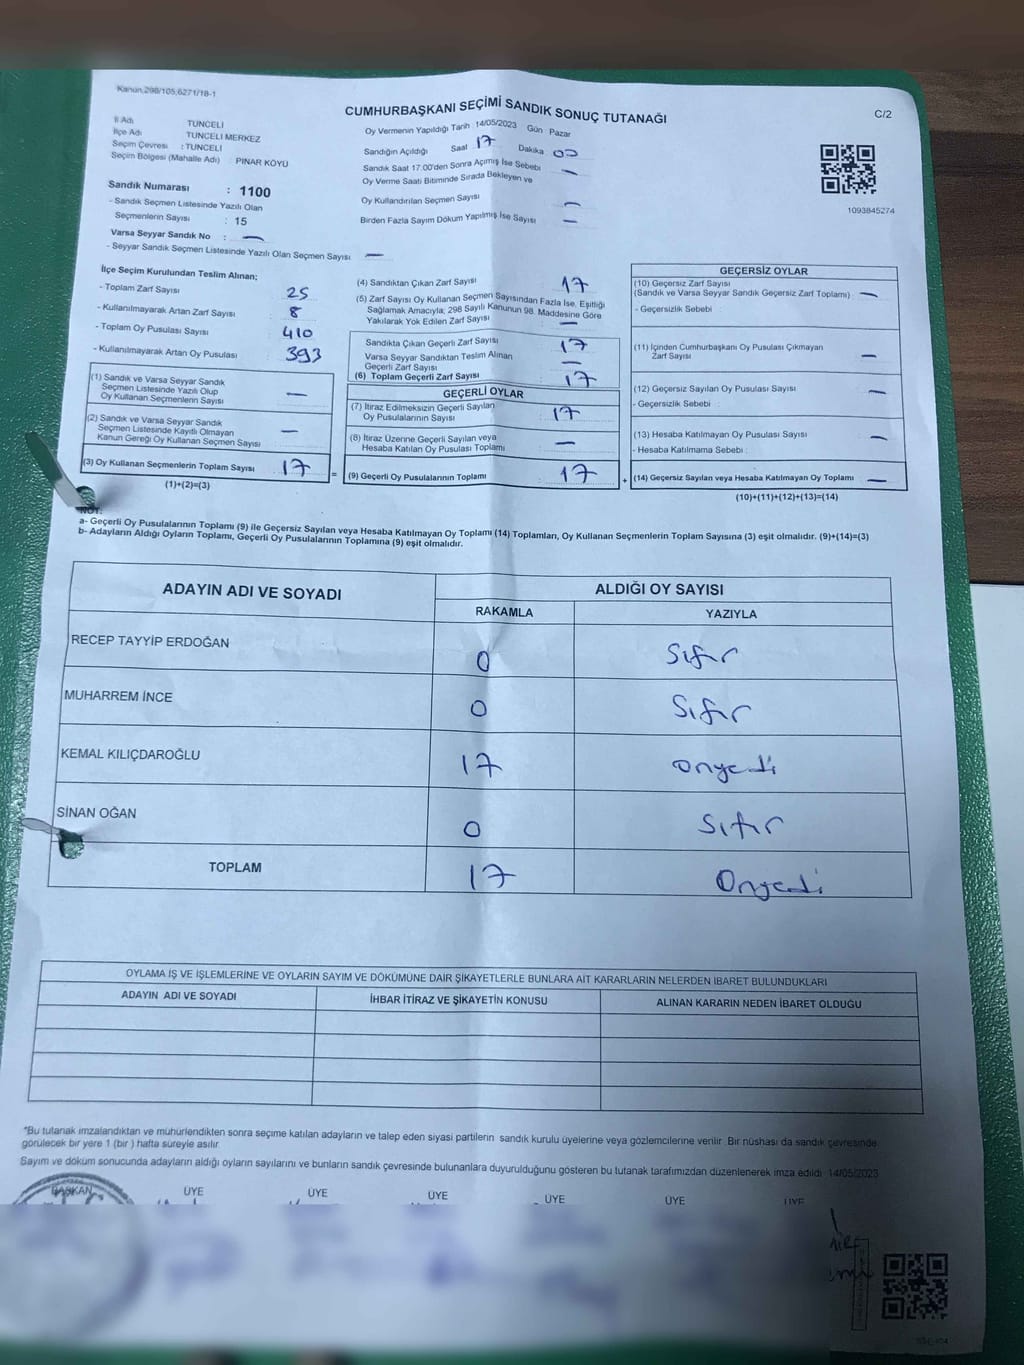 Kanun,298/105,6271/18-1
CUMHURBAŞKANI SEÇİMİ SANDIK SONUÇ TUTANAĞI
C/2
İl Adı TUNCELİ
İlçe Adı TUNCELİ MERKEZ
Seçim Çevresi : TUNCELİ
Seçim Bölgesi (Mahalle Adı) : PINAR KÖYÜ
Sandık Numarası : 1100
- Sandık Seçmen Listesinde Yazılı Olan
Seçmenlerin Sayısı : 15
Varsa Seyyar Sandık No : —
- Seyyar Sandık Seçmen Listesinde Yazılı Olan Seçmen Sayısı —
Oy Vermenin Yapıldığı Tarih 14/05/2023 Gün Pazar
Sandığın Açıldığı Saat 17 Dakika 00
Sandık Saat 17.00'den Sonra Açımış İse Sebebi —
Oy Verme Saati Bitiminde Sırada Bekleyen ve
Oy Kullandırılan Seçmen Sayısı —
Birden Fazla Sayım Döküm Yapılmış İse Sayısı —
1093845274
İlçe Seçim Kurulundan Teslim Alınan;
- Toplam Zarf Sayısı 25
- Kullanılmayarak Artan Zarf Sayısı 8
- Toplam Oy Pusulası Sayısı 410
- Kullanılmayarak Artan Oy Pusulası 393
(1) Sandık ve Varsa Seyyar Sandık
Seçmen Listesinde Yazılı Olup
Oy Kullanan Seçmenlerin Sayısı —
(2) Sandık ve Varsa Seyyar Sandık
Seçmen Listesinde Kayıtlı Olmayan
Kanun Gereği Oy Kullanan Seçmen Sayısı —
(3) Oy Kullanan Seçmenlerin Toplam Sayısı 17 =
(1)+(2)=(3)
(4) Sandıktan Çıkan Zarf Sayısı 17
(5) Zarf Sayısı Oy Kullanan Seçmen Sayısından Fazla İse, Eşitliği
Sağlamak Amacıyla; 298 Sayılı Kanunun 98. Maddesine Göre
Yakılarak Yok Edilen Zarf Sayısı —
Sandıkta Çıkan Geçerli Zarf Sayısı 17
Varsa Seyyar Sandıktan Teslim Alınan
Geçerli Zarf Sayısı —
(6) Toplam Geçerli Zarf Sayısı 17
GEÇERLİ OYLAR
(7) İtiraz Edilmeksizin Geçerli Sayılan
Oy Pusulalarının Sayısı 17
(8) İtiraz Üzerine Geçerli Sayılan veya
Hesaba Katılan Oy Pusulası Toplamı —
(9) Geçerli Oy Pusulalarının Toplamı 17 +
GEÇERSİZ OYLAR
(10) Geçersiz Zarf Sayısı
(Sandık ve Varsa Seyyar Sandık Geçersiz Zarf Toplamı) —
- Geçersizlik Sebebi
(11) İçinden Cumhurbaşkanı Oy Pusulası Çıkmayan
Zarf Sayısı —
(12) Geçersiz Sayılan Oy Pusulası Sayısı —
- Geçersizlik Sebebi :
(13) Hesaba Katılmayan Oy Pusulası Sayısı —
- Hesaba Katılmama Sebebi :
(14) Geçersiz Sayılan veya Hesaba Katılmayan Oy Toplamı —
(10)+(11)+(12)+(13)=(14)
NOT:
a- Geçerli Oy Pusulalarının Toplamı (9) ile Geçersiz Sayılan veya Hesaba Katılmayan Oy Toplamı (14) Toplamları, Oy Kullanan Seçmenlerin Toplam Sayısına (3) eşit olmalıdır. (9)+(14)=(3)
b- Adayların Aldığı Oyların Toplamı, Geçerli Oy Pusulalarının Toplamına (9) eşit olmalıdır.
ADAYIN ADI VE SOYADI ALDIĞI OY SAYISI
RAKAMLA YAZIYLA
RECEP TAYYİP ERDOĞAN 0 Sıfır
MUHARREM İNCE 0 Sıfır
KEMAL KILIÇDAROĞLU 17 onyedi
SİNAN OĞAN 0 Sıfır
TOPLAM 17 Onyedi
OYLAMA İŞ VE İŞLEMLERİNE VE OYLARIN SAYIM VE DÖKÜMÜNE DAİR ŞİKAYETLERLE BUNLARA AİT KARARLARIN NELERDEN İBARET BULUNDUKLARI
ADAYIN ADI VE SOYADI İHBAR İTİRAZ VE ŞİKAYETİN KONUSU ALINAN KARARIN NEDEN İBARET OLDUĞU
*Bu tutanak imzalandıktan ve mühürlendikten sonra seçime katılan adayların ve talep eden siyasi partilerin sandık kurulu üyelerine veya gözlemcilerine verilir. Bir nüshası da sandık çevresinde
görülecek bir yere 1 (bir ) hafta süreyle asılır.
Sayım ve döküm sonucunda adayların aldığı oyların sayılarını ve bunların sandık çevresinde bulunanlara duyurulduğunu gösteren bu tutanak tarafımızdan düzenlenerek imza edildi. 14/05/2023
BAŞKAN ÜYE ÜYE ÜYE ÜYE ÜYE ÜYE